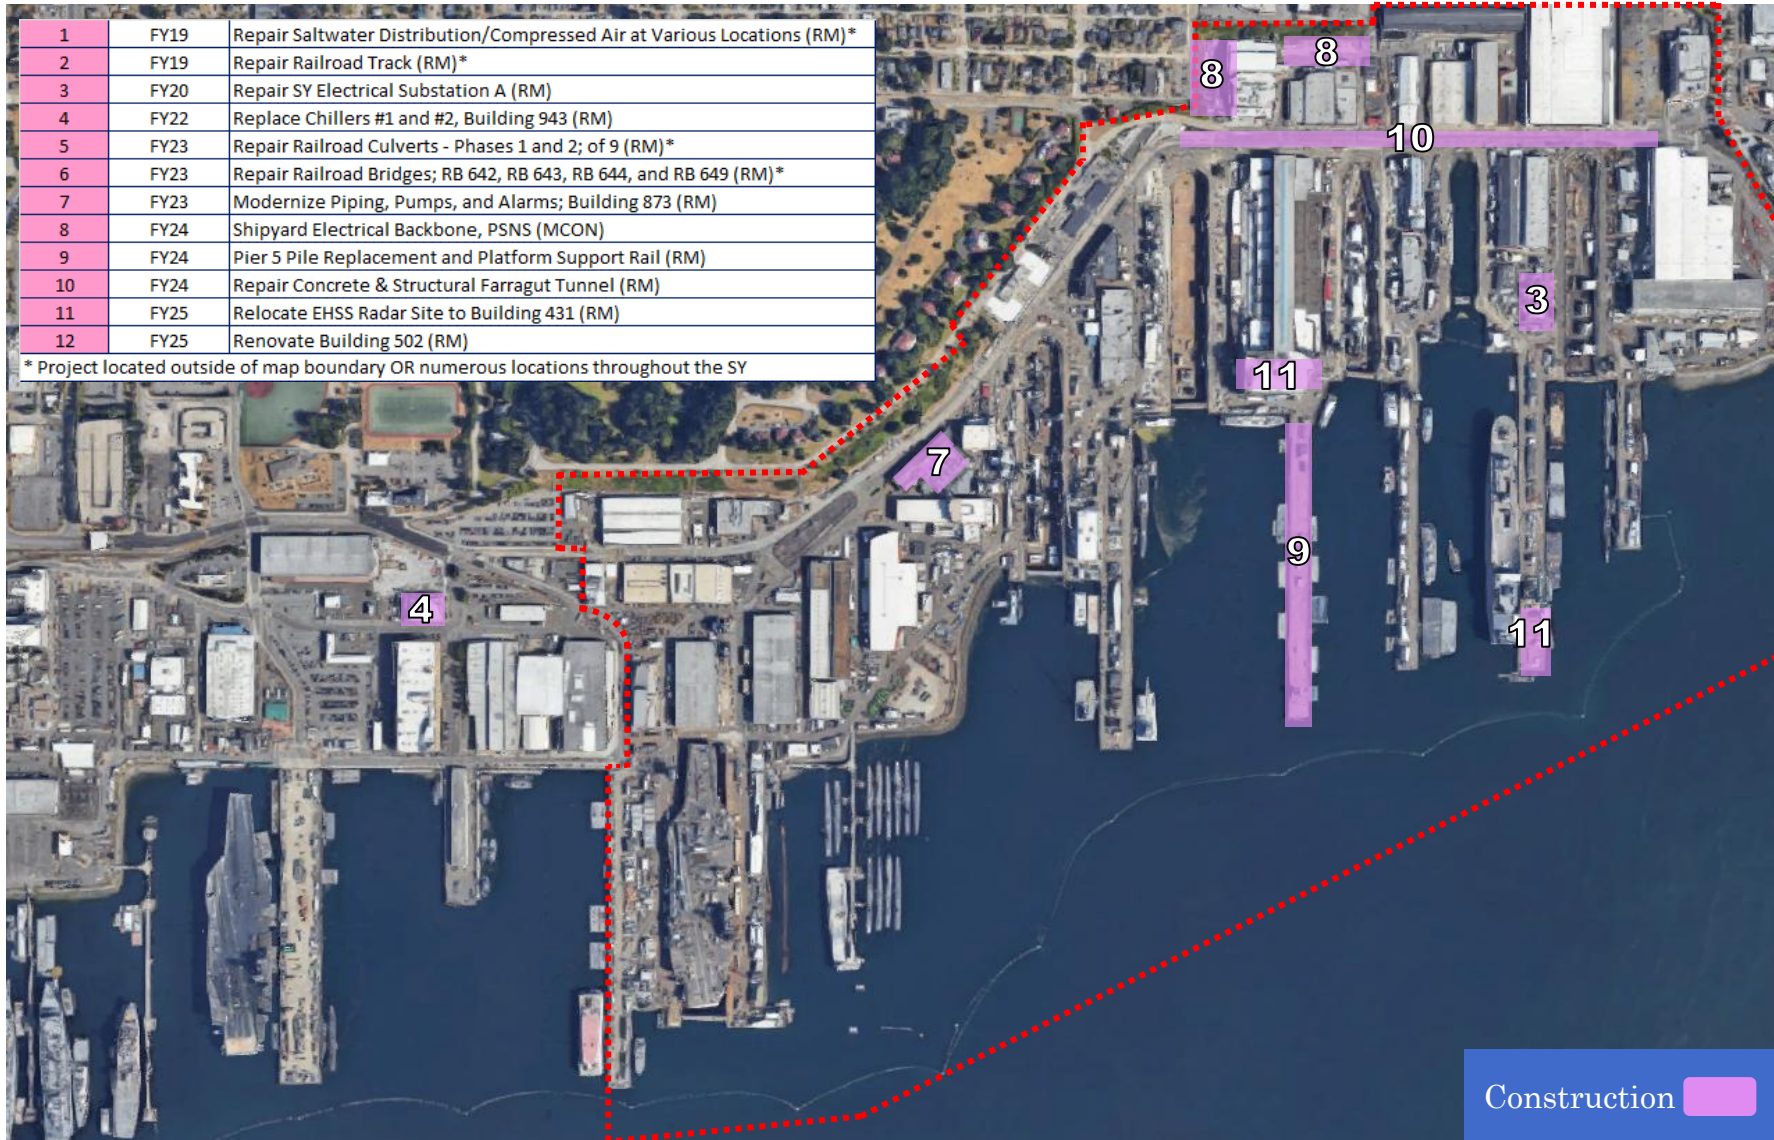 1 FY19 Repair Saltwater Distribution/Compressed Air at Various Locations (RM)*
2 FY19 Repair Railroad Track (RM)*
3 FY20 Repair SY Electrical Substation A (RM)
4 FY22 Replace Chillers #1 and #2, Building 943 (RM)
5 FY23 Repair Railroad Culverts - Phases 1 and 2; of 9 (RM)*
6 FY23 Repair Railroad Bridges; RB 642, RB 643, RB 644, and RB 649 (RM)*
7 FY23 Modernize Piping, Pumps, and Alarms; Building 873 (RM)
8 FY24 Shipyard Electrical Backbone, PSNS (MCON)
9 FY24 Pier 5 Pile Replacement and Platform Support Rail (RM)
10 FY24 Repair Concrete & Structural Farragut Tunnel (RM)
11 FY25 Relocate EHSS Radar Site to Building 431 (RM)
12 FY25 Renovate Building 502 (RM)
* Project located outside of map boundary OR numerous locations throughout the SY
8
8
10
3
11
7
9
4
11
Construction